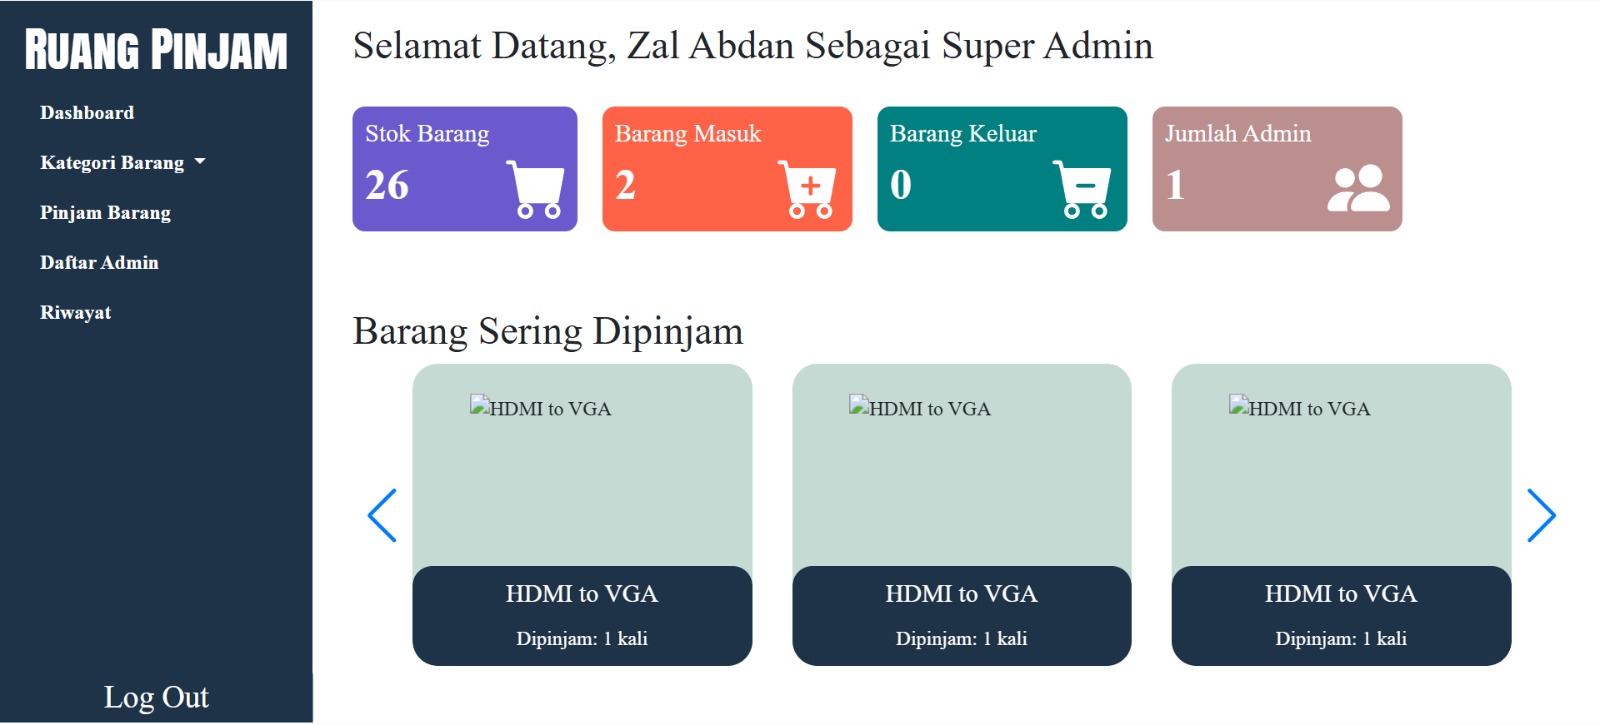 RUANG PINJAM
Dashboard
Kategori Barang
Pinjam Barang
Daftar Admin
Riwayat
Log Out
Selamat Datang, Zal Abdan Sebagai Super Admin
Stok Barang
26
Barang Masuk
2
Barang Keluar
0
Jumlah Admin
1
Barang Sering Dipinjam
HDMI to VGA
HDMI to VGA
Dipinjam: 1 kali
HDMI to VGA
HDMI to VGA
Dipinjam: 1 kali
HDMI to VGA
HDMI to VGA
Dipinjam: 1 kali